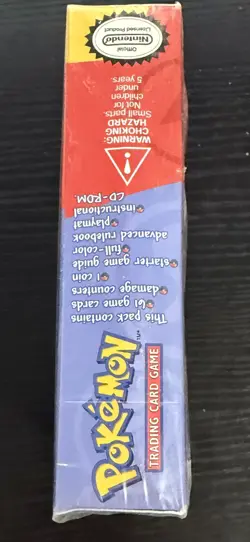 POKéMON™
TRADING CARD GAME
This pack contains
61 game cards
damage counters
1 coin
starter game guide
full-color
advanced rulebook
playmat
instructional
CD-ROM.
WARNING:
CHOKING
HAZARD
Small parts.
Not for
children
under
3 years.
Official
Nintendo
Licensed Product